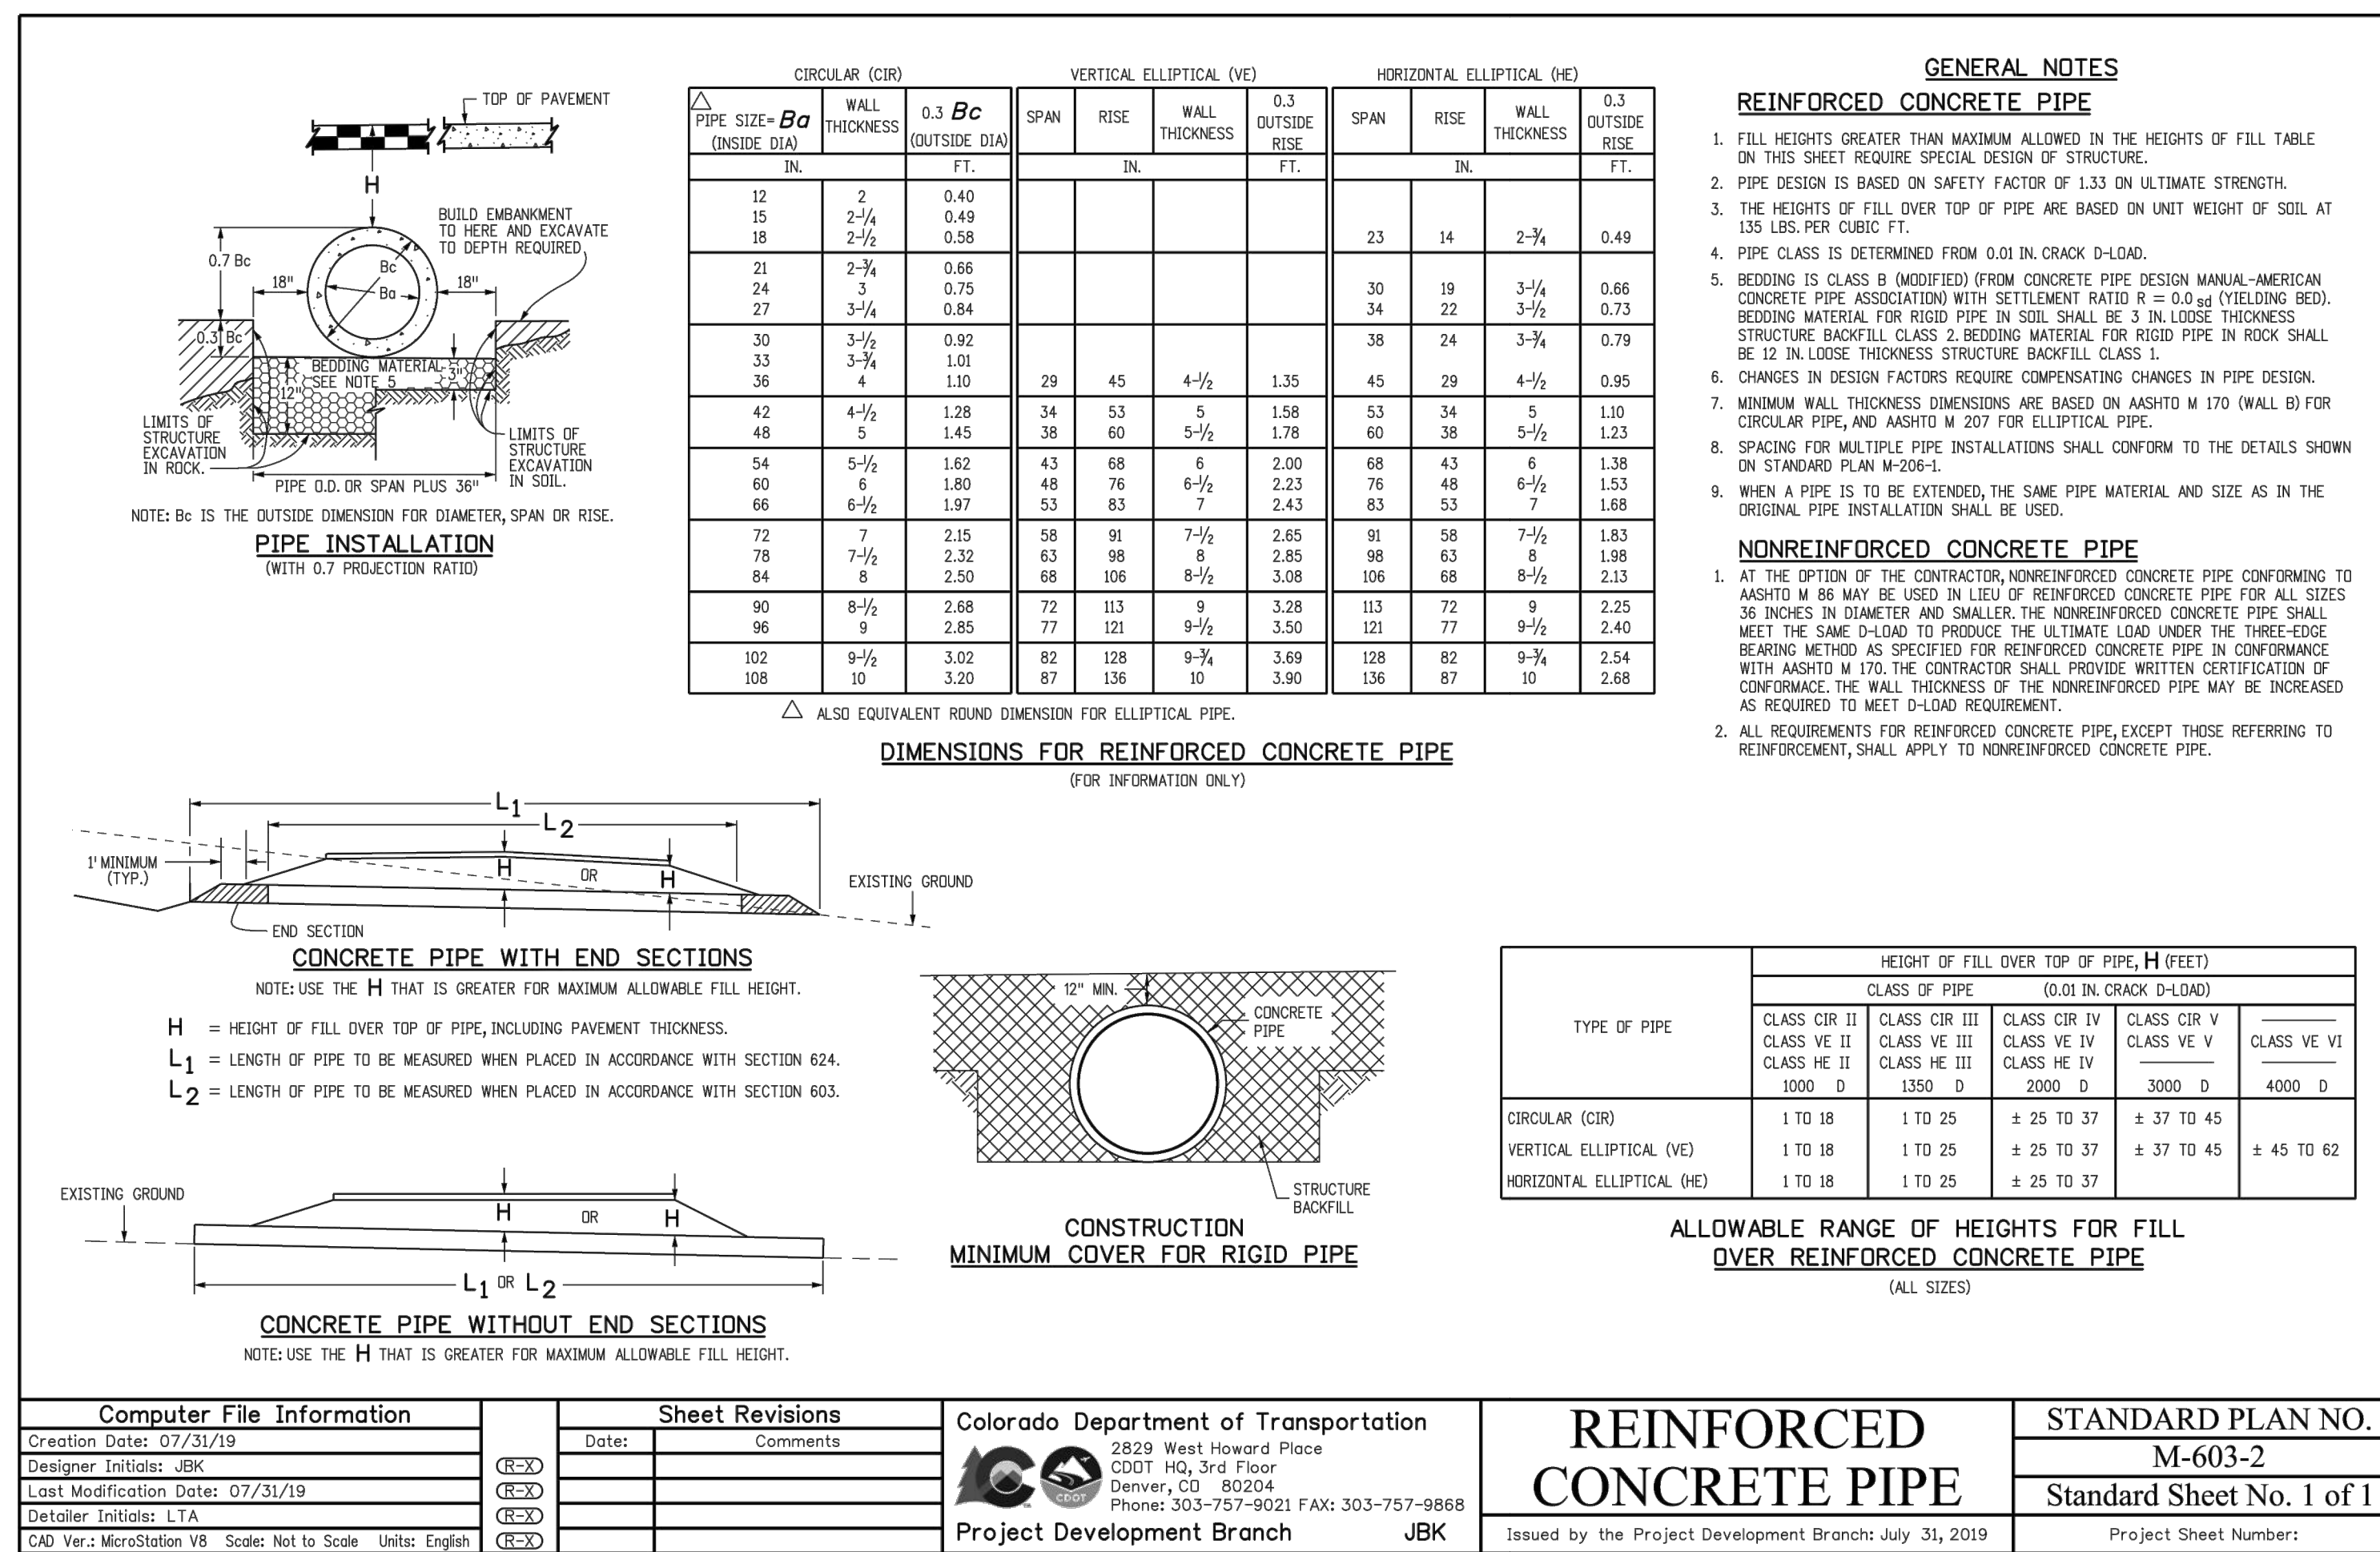 TOP OF PAVEMENT
H
BUILD EMBANKMENT
TO HERE AND EXCAVATE
TO DEPTH REQUIRED
0.7 Bc
18"
Bc
Ba
18"
0.3 Bc
BEDDING MATERIAL
SEE NOTE 5
3"
12"
LIMITS OF
STRUCTURE
EXCAVATION
IN ROCK.
LIMITS OF
STRUCTURE
EXCAVATION
IN SOIL.
PIPE O.D. OR SPAN PLUS 36"
NOTE: Bc IS THE OUTSIDE DIMENSION FOR DIAMETER, SPAN OR RISE.
PIPE INSTALLATION
(WITH 0.7 PROJECTION RATIO)
CIRCULAR (CIR) VERTICAL ELLIPTICAL (VE) HORIZONTAL ELLIPTICAL (HE)
△ PIPE SIZE= Ba (INSIDE DIA) WALL THICKNESS 0.3 Bc (OUTSIDE DIA) SPAN RISE WALL THICKNESS 0.3 OUTSIDE RISE SPAN RISE WALL THICKNESS 0.3 OUTSIDE RISE
IN. FT. IN. FT. IN. FT.
12 2 0.40
15 2-1/4 0.49
18 2-1/2 0.58 23 14 2-3/4 0.49
21 2-3/4 0.66
24 3 0.75 30 19 3-1/4 0.66
27 3-1/4 0.84 34 22 3-1/2 0.73
30 3-1/2 0.92 38 24 3-3/4 0.79
33 3-3/4 1.01
36 4 1.10 29 45 4-1/2 1.35 45 29 4-1/2 0.95
42 4-1/2 1.28 34 53 5 1.58 53 34 5 1.10
48 5 1.45 38 60 5-1/2 1.78 60 38 5-1/2 1.23
54 5-1/2 1.62 43 68 6 2.00 68 43 6 1.38
60 6 1.80 48 76 6-1/2 2.23 76 48 6-1/2 1.53
66 6-1/2 1.97 53 83 7 2.43 83 53 7 1.68
72 7 2.15 58 91 7-1/2 2.65 91 58 7-1/2 1.83
78 7-1/2 2.32 63 98 8 2.85 98 63 8 1.98
84 8 2.50 68 106 8-1/2 3.08 106 68 8-1/2 2.13
90 8-1/2 2.68 72 113 9 3.28 113 72 9 2.25
96 9 2.85 77 121 9-1/2 3.50 121 77 9-1/2 2.40
102 9-1/2 3.02 82 128 9-3/4 3.69 128 82 9-3/4 2.54
108 10 3.20 87 136 10 3.90 136 87 10 2.68
△ ALSO EQUIVALENT ROUND DIMENSION FOR ELLIPTICAL PIPE.
DIMENSIONS FOR REINFORCED CONCRETE PIPE
(FOR INFORMATION ONLY)
GENERAL NOTES
REINFORCED CONCRETE PIPE
1. FILL HEIGHTS GREATER THAN MAXIMUM ALLOWED IN THE HEIGHTS OF FILL TABLE
ON THIS SHEET REQUIRE SPECIAL DESIGN OF STRUCTURE.
2. PIPE DESIGN IS BASED ON SAFETY FACTOR OF 1.33 ON ULTIMATE STRENGTH.
3. THE HEIGHTS OF FILL OVER TOP OF PIPE ARE BASED ON UNIT WEIGHT OF SOIL AT
135 LBS. PER CUBIC FT.
4. PIPE CLASS IS DETERMINED FROM 0.01 IN. CRACK D-LOAD.
5. BEDDING IS CLASS B (MODIFIED) (FROM CONCRETE PIPE DESIGN MANUAL-AMERICAN
CONCRETE PIPE ASSOCIATION) WITH SETTLEMENT RATIO R = 0.0 sd (YIELDING BED).
BEDDING MATERIAL FOR RIGID PIPE IN SOIL SHALL BE 3 IN. LOOSE THICKNESS
STRUCTURE BACKFILL CLASS 2. BEDDING MATERIAL FOR RIGID PIPE IN ROCK SHALL
BE 12 IN. LOOSE THICKNESS STRUCTURE BACKFILL CLASS 1.
6. CHANGES IN DESIGN FACTORS REQUIRE COMPENSATING CHANGES IN PIPE DESIGN.
7. MINIMUM WALL THICKNESS DIMENSIONS ARE BASED ON AASHTO M 170 (WALL B) FOR
CIRCULAR PIPE, AND AASHTO M 207 FOR ELLIPTICAL PIPE.
8. SPACING FOR MULTIPLE PIPE INSTALLATIONS SHALL CONFORM TO THE DETAILS SHOWN
ON STANDARD PLAN M-206-1.
9. WHEN A PIPE IS TO BE EXTENDED, THE SAME PIPE MATERIAL AND SIZE AS IN THE
ORIGINAL PIPE INSTALLATION SHALL BE USED.
NONREINFORCED CONCRETE PIPE
1. AT THE OPTION OF THE CONTRACTOR, NONREINFORCED CONCRETE PIPE CONFORMING TO
AASHTO M 86 MAY BE USED IN LIEU OF REINFORCED CONCRETE PIPE FOR ALL SIZES
36 INCHES IN DIAMETER AND SMALLER. THE NONREINFORCED CONCRETE PIPE SHALL
MEET THE SAME D-LOAD TO PRODUCE THE ULTIMATE LOAD UNDER THE THREE-EDGE
BEARING METHOD AS SPECIFIED FOR REINFORCED CONCRETE PIPE IN CONFORMANCE
WITH AASHTO M 170. THE CONTRACTOR SHALL PROVIDE WRITTEN CERTIFICATION OF
CONFORMACE. THE WALL THICKNESS OF THE NONREINFORCED PIPE MAY BE INCREASED
AS REQUIRED TO MEET D-LOAD REQUIREMENT.
2. ALL REQUIREMENTS FOR REINFORCED CONCRETE PIPE, EXCEPT THOSE REFERRING TO
REINFORCEMENT, SHALL APPLY TO NONREINFORCED CONCRETE PIPE.
L1
L2
1' MINIMUM
(TYP.)
H OR H
EXISTING GROUND
END SECTION
CONCRETE PIPE WITH END SECTIONS
NOTE: USE THE H THAT IS GREATER FOR MAXIMUM ALLOWABLE FILL HEIGHT.
H = HEIGHT OF FILL OVER TOP OF PIPE, INCLUDING PAVEMENT THICKNESS.
L1 = LENGTH OF PIPE TO BE MEASURED WHEN PLACED IN ACCORDANCE WITH SECTION 624.
L2 = LENGTH OF PIPE TO BE MEASURED WHEN PLACED IN ACCORDANCE WITH SECTION 603.
EXISTING GROUND
H OR H
L1 OR L2
CONCRETE PIPE WITHOUT END SECTIONS
NOTE: USE THE H THAT IS GREATER FOR MAXIMUM ALLOWABLE FILL HEIGHT.
12" MIN.
CONCRETE
PIPE
STRUCTURE
BACKFILL
CONSTRUCTION
MINIMUM COVER FOR RIGID PIPE
TYPE OF PIPE
HEIGHT OF FILL OVER TOP OF PIPE, H (FEET)
CLASS OF PIPE (0.01 IN. CRACK D-LOAD)
CLASS CIR II CLASS CIR III CLASS CIR IV CLASS CIR V
CLASS VE II CLASS VE III CLASS VE IV CLASS VE V CLASS VE VI
CLASS HE II CLASS HE III CLASS HE IV
1000 D 1350 D 2000 D 3000 D 4000 D
CIRCULAR (CIR) 1 TO 18 1 TO 25 ± 25 TO 37 ± 37 TO 45
VERTICAL ELLIPTICAL (VE) 1 TO 18 1 TO 25 ± 25 TO 37 ± 37 TO 45 ± 45 TO 62
HORIZONTAL ELLIPTICAL (HE) 1 TO 18 1 TO 25 ± 25 TO 37
ALLOWABLE RANGE OF HEIGHTS FOR FILL
OVER REINFORCED CONCRETE PIPE
(ALL SIZES)
Computer File Information
Creation Date: 07/31/19
Designer Initials: JBK
Last Modification Date: 07/31/19
Detailer Initials: LTA
CAD Ver.: MicroStation V8 Scale: Not to Scale Units: English
R-X
R-X
R-X
R-X
Sheet Revisions
Date: Comments
Colorado Department of Transportation
CDOT
2829 West Howard Place
CDOT HQ, 3rd Floor
Denver, CO 80204
Phone: 303-757-9021 FAX: 303-757-9868
Project Development Branch JBK
REINFORCED
CONCRETE PIPE
Issued by the Project Development Branch: July 31, 2019
STANDARD PLAN NO.
M-603-2
Standard Sheet No. 1 of 1
Project Sheet Number: